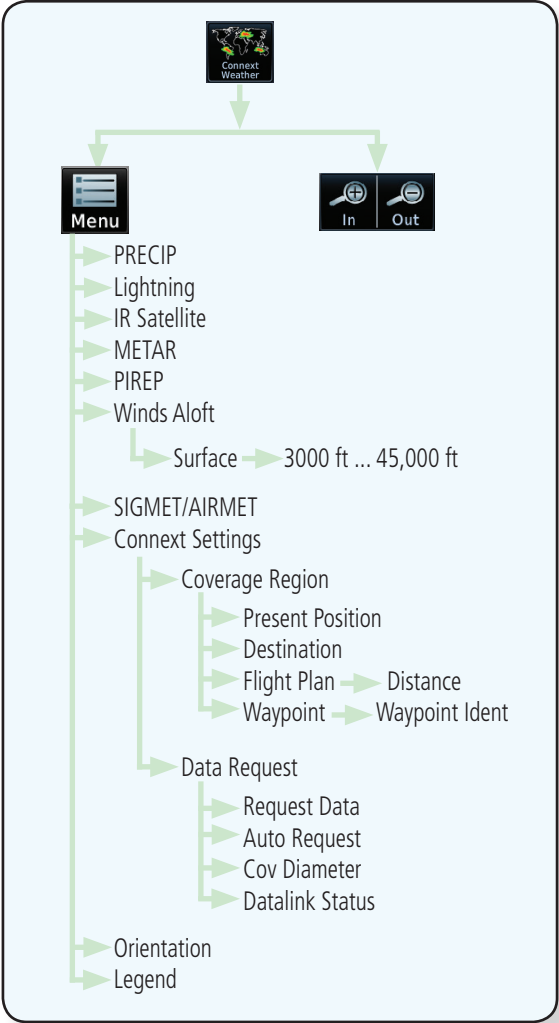 Connext
Weather
Menu
In Out
PRECIP
Lightning
IR Satellite
METAR
PIREP
Winds Aloft
Surface 3000 ft ... 45,000 ft
SIGMET/AIRMET
Connext Settings
Coverage Region
Present Position
Destination
Flight Plan Distance
Waypoint Waypoint Ident
Data Request
Request Data
Auto Request
Cov Diameter
Datalink Status
Orientation
Legend